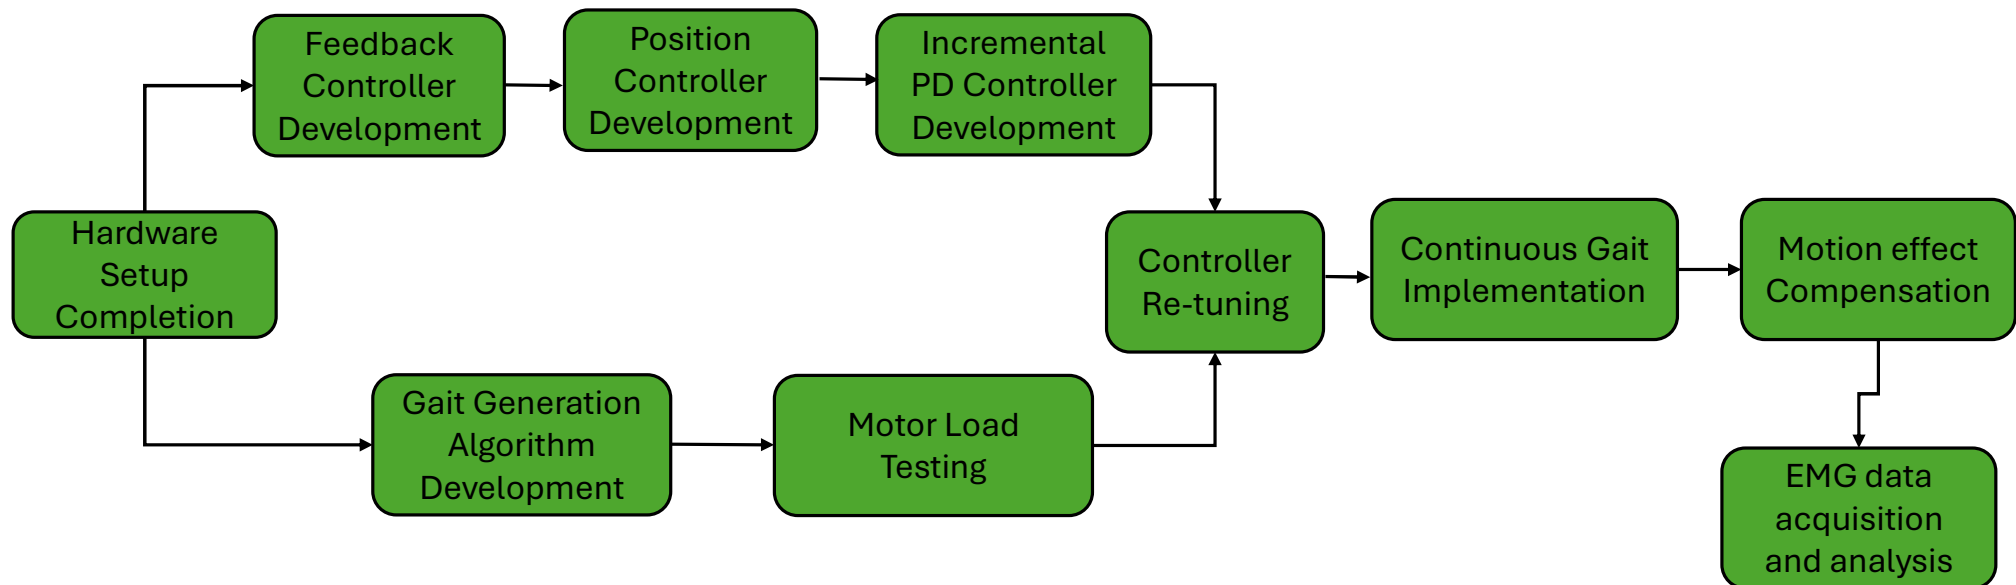 Feedback
Controller
Development
Position
Controller
Development
Incremental
PD Controller
Development
Hardware
Setup
Completion
Controller
Re-tuning
Continuous Gait
Implementation
Motion effect
Compensation
Gait Generation
Algorithm
Development
Motor Load
Testing
EMG data
acquisition
and analysis